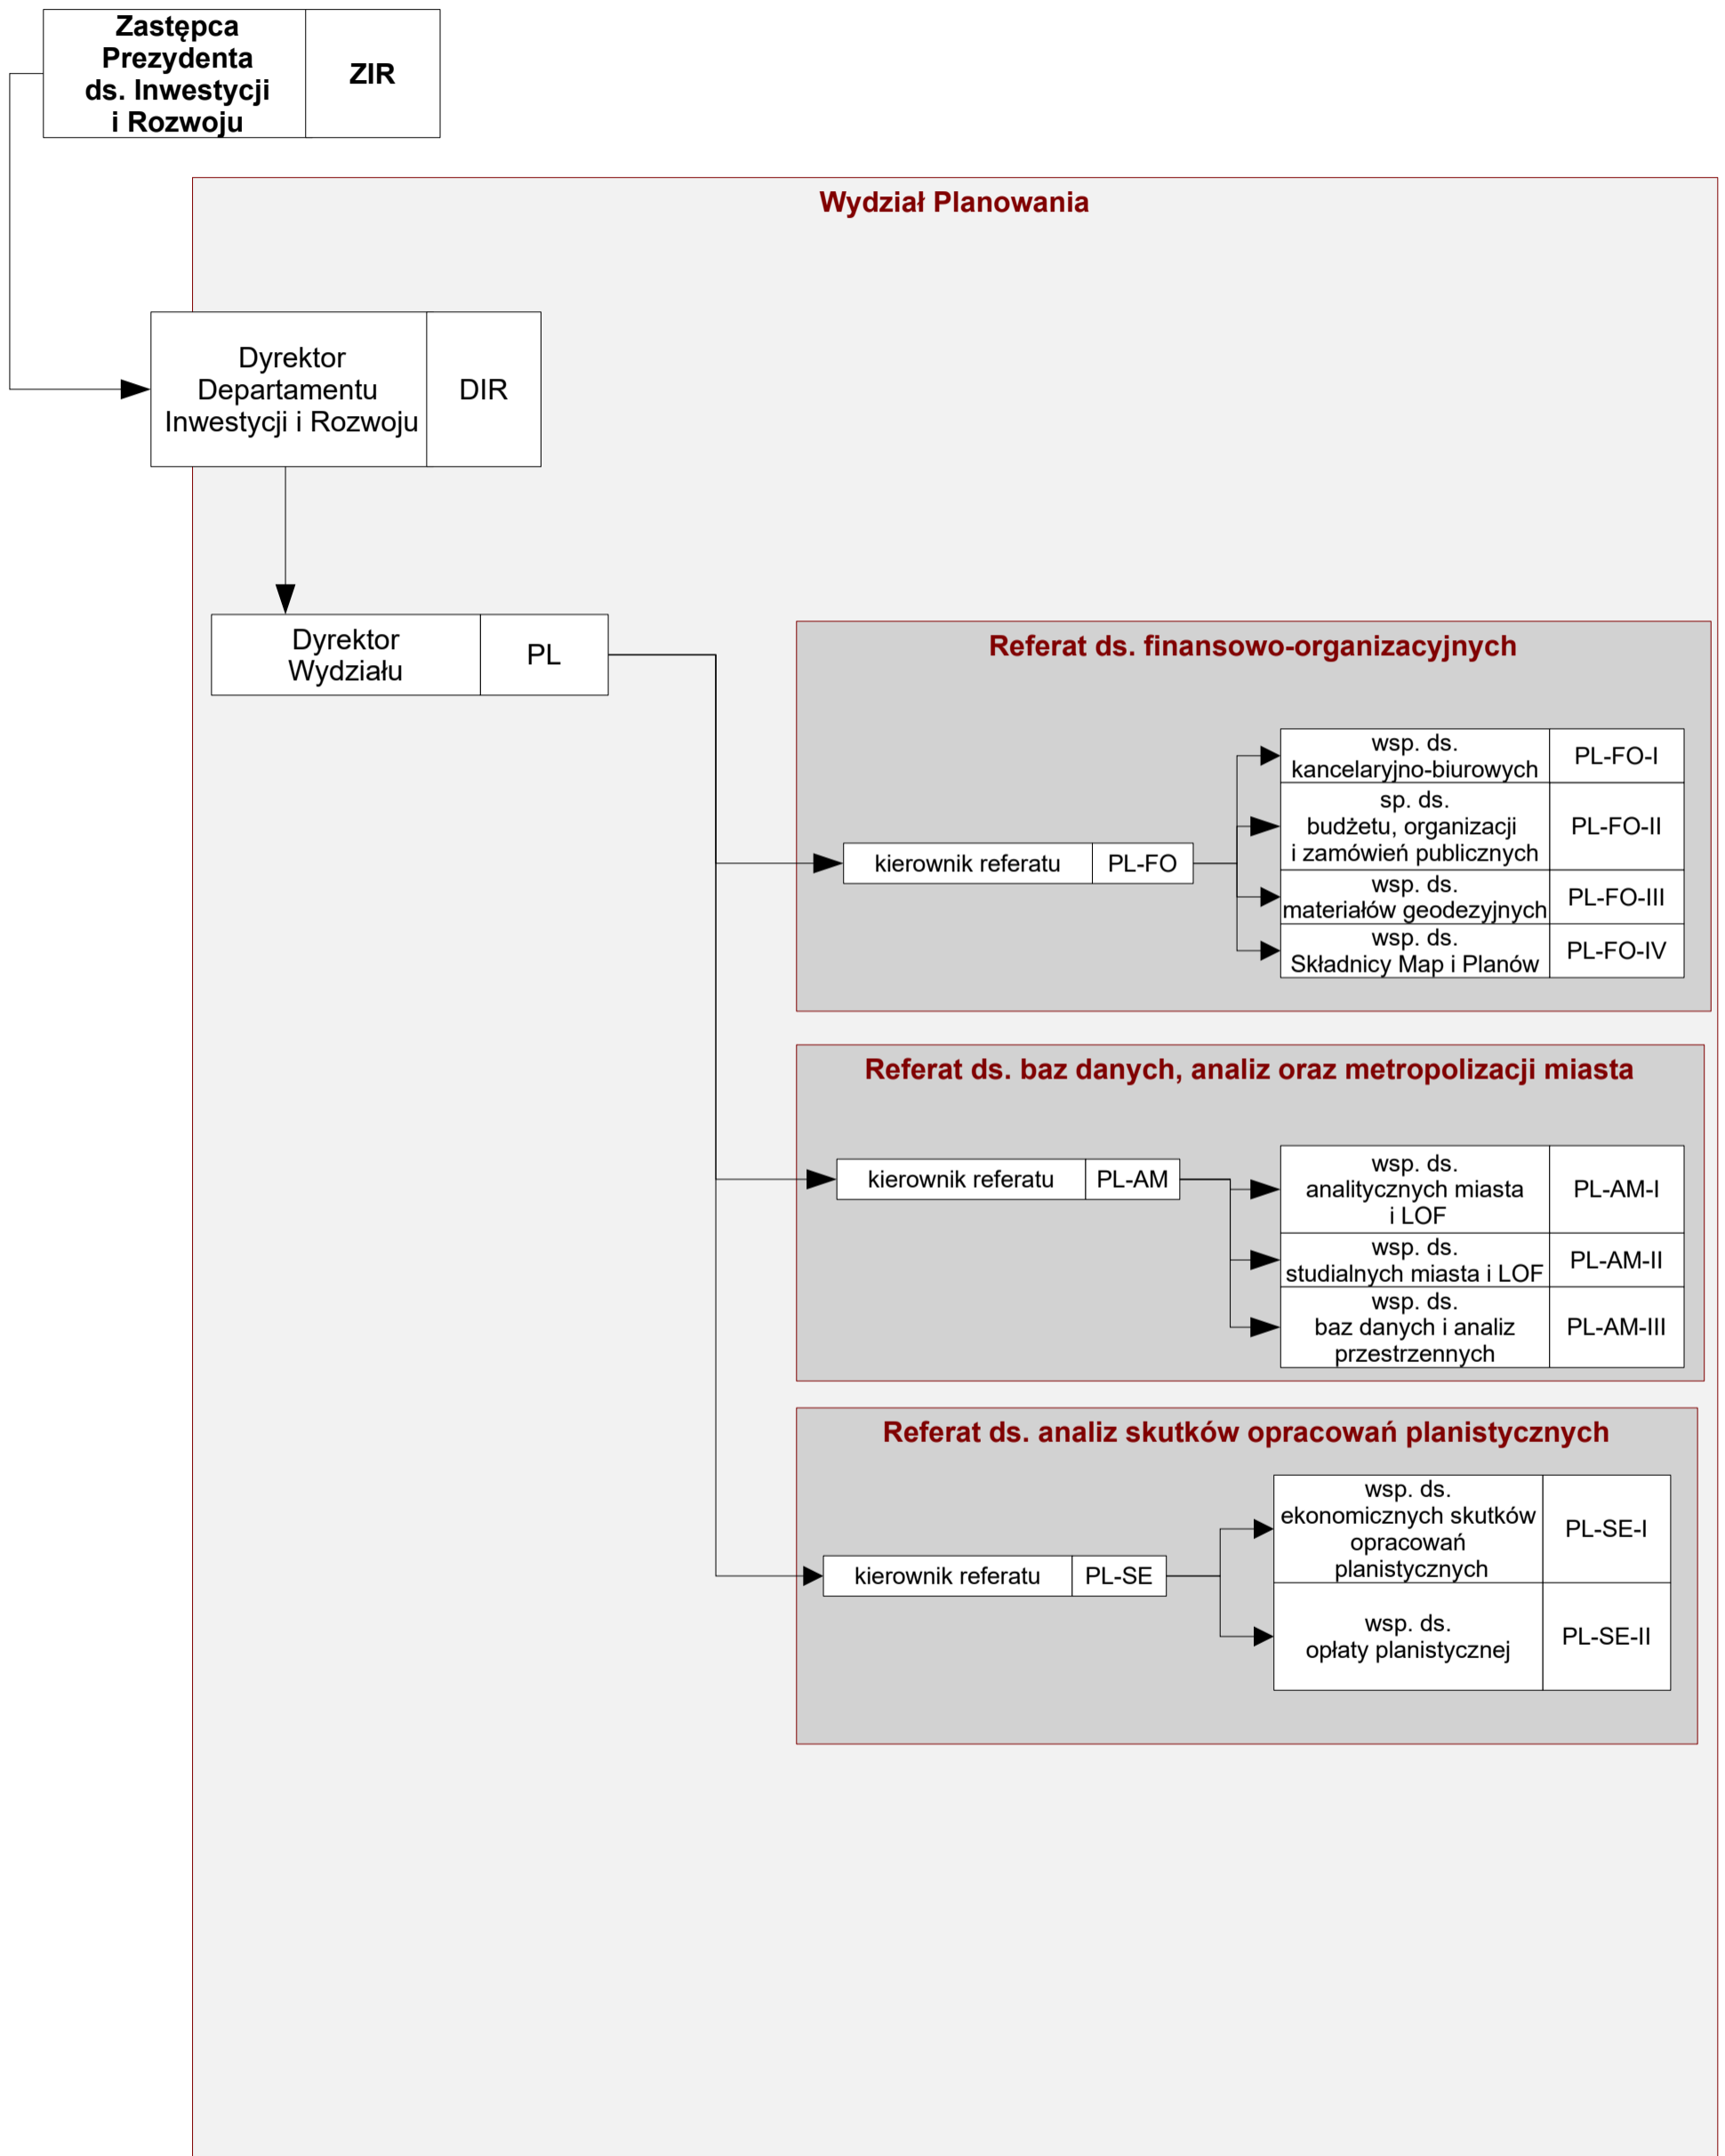 Zastępca
Prezydenta
ds. Inwestycji
i Rozwoju
ZIR
Wydział Planowania
Dyrektor
Departamentu
Inwestycji i Rozwoju
DIR
Dyrektor
Wydziału
PL
Referat ds. finansowo-organizacyjnych
kierownik referatu
PL-FO
wsp. ds.
kancelaryjno-biurowych
PL-FO-I
sp. ds.
budżetu, organizacji
i zamówień publicznych
PL-FO-II
wsp. ds.
materiałów geodezyjnych
PL-FO-III
wsp. ds.
Składnicy Map i Planów
PL-FO-IV
Referat ds. baz danych, analiz oraz metropolizacji miasta
kierownik referatu
PL-AM
wsp. ds.
analitycznych miasta
i LOF
PL-AM-I
wsp. ds.
studialnych miasta i LOF
PL-AM-II
wsp. ds.
baz danych i analiz
przestrzennych
PL-AM-III
Referat ds. analiz skutków opracowań planistycznych
kierownik referatu
PL-SE
wsp. ds.
ekonomicznych skutków
opracowań
planistycznych
PL-SE-I
wsp. ds.
opłaty planistycznej
PL-SE-II